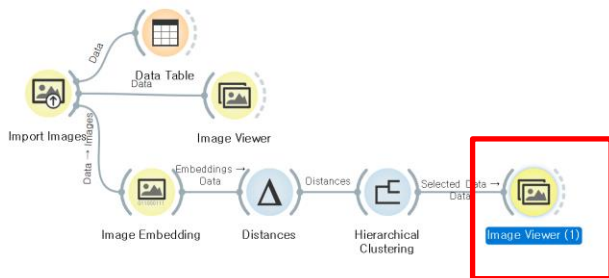 Data
Data Table
Data
Import Images
Image Viewer
Data → Images
Embeddings →
Data
Distances
Selected Data →
Data
Image Embedding
Distances
Hierarchical
Clustering
Image Viewer (1)